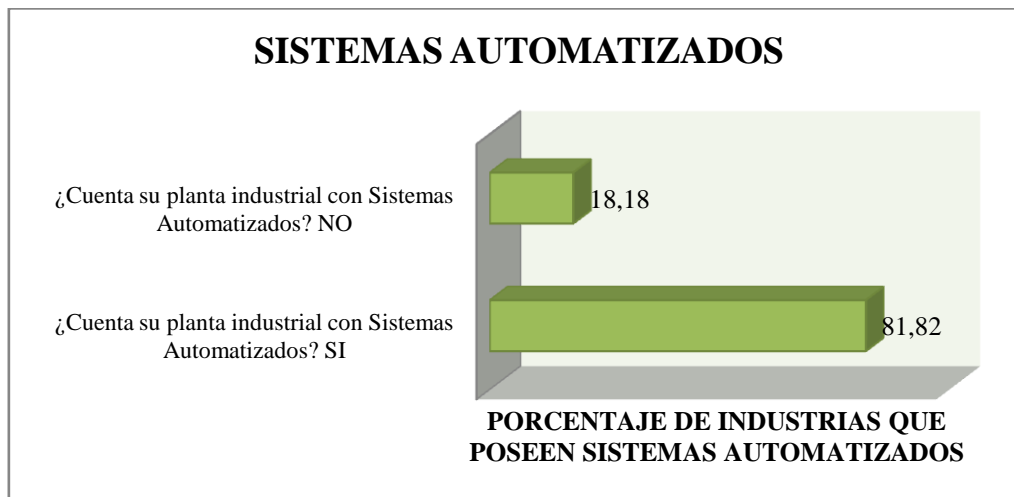 SISTEMAS AUTOMATIZADOS
¿Cuenta su planta industrial con Sistemas
Automatizados? NO
18,18
¿Cuenta su planta industrial con Sistemas
Automatizados? SI
81,82
PORCENTAJE DE INDUSTRIAS QUE
POSEEN SISTEMAS AUTOMATIZADOS